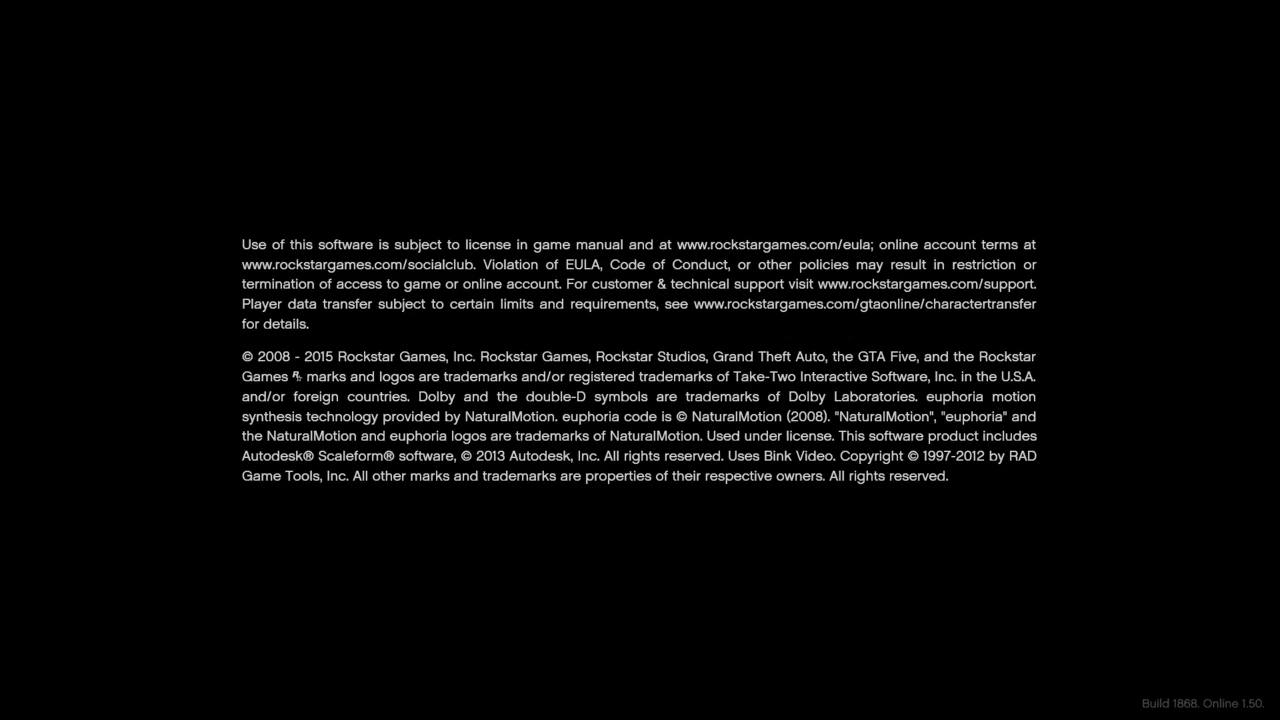 Use of this software is subject to license in game manual and at www.rockstargames.com/eula; online account terms at
www.rockstargames.com/socialclub. Violation of EULA, Code of Conduct, or other policies may result in restriction or
termination of access to game or online account. For customer & technical support visit www.rockstargames.com/support.
Player data transfer subject to certain limits and requirements, see www.rockstargames.com/gtaonline/charactertransfer
for details.
© 2008 - 2015 Rockstar Games, Inc. Rockstar Games, Rockstar Studios, Grand Theft Auto, the GTA Five, and the Rockstar
Games R* marks and logos are trademarks and/or registered trademarks of Take-Two Interactive Software, Inc. in the U.S.A.
and/or foreign countries. Dolby and the double-D symbols are trademarks of Dolby Laboratories. euphoria motion
synthesis technology provided by NaturalMotion. euphoria code is © NaturalMotion (2008). "NaturalMotion", "euphoria" and
the NaturalMotion and euphoria logos are trademarks of NaturalMotion. Used under license. This software product includes
Autodesk® Scaleform® software, © 2013 Autodesk, Inc. All rights reserved. Uses Bink Video. Copyright © 1997-2012 by RAD
Game Tools, Inc. All other marks and trademarks are properties of their respective owners. All rights reserved.
Build 1868. Online 1.50.